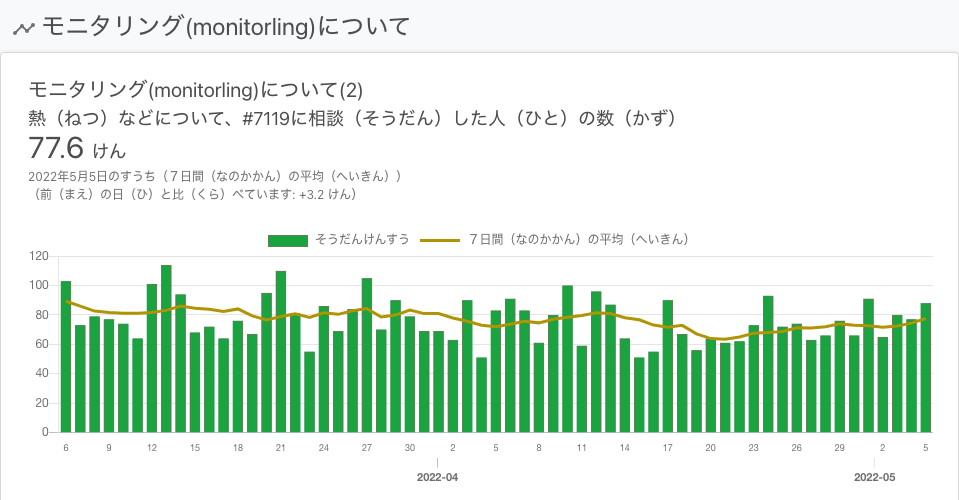 モニタリング(monitorling)について
モニタリング(monitorling)について(2)
熱（ねつ）などについて、#7119に相談（そうだん）した人（ひと）の数（かず）
77.6 けん
2022年5月5日のすうち（７日間（なのかかん）の平均（へいきん））
（前（まえ）の日（ひ）と比（くら）べています: +3.2 けん）
そうだんけんすう ７日間（なのかかん）の平均（へいきん）
120
100
80
60
40
20
0
6 9 12 15 18 21 24 27 30 2 5 8 11 14 17 20 23 26 29 2 5
2022-04 2022-05